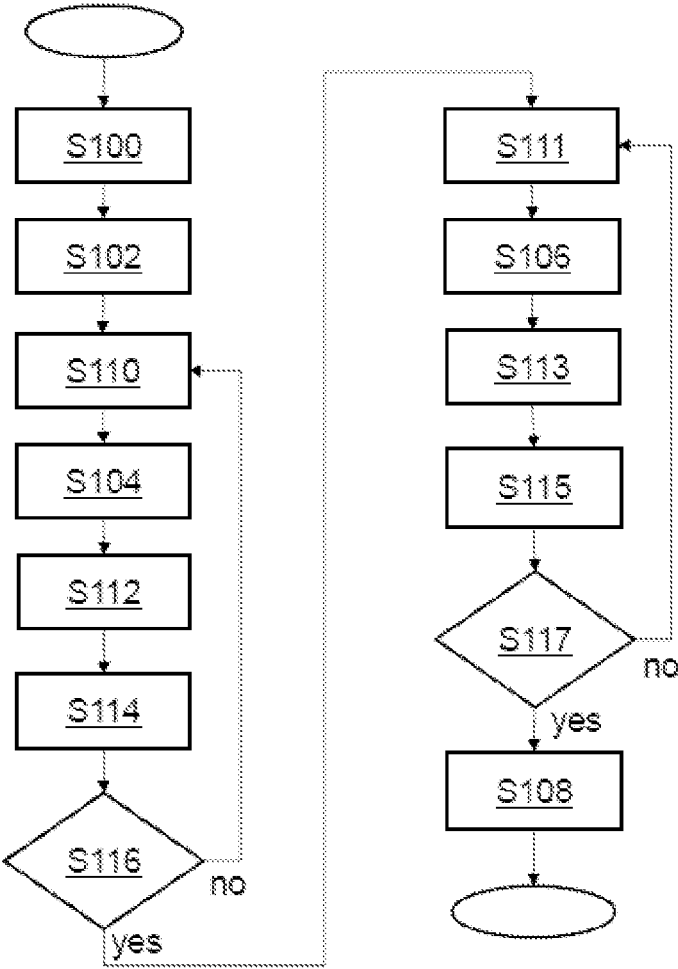 S100
S102
S110
S104
S112
S114
S116
no
yes
S111
S106
S113
S115
S117
no
yes
S108